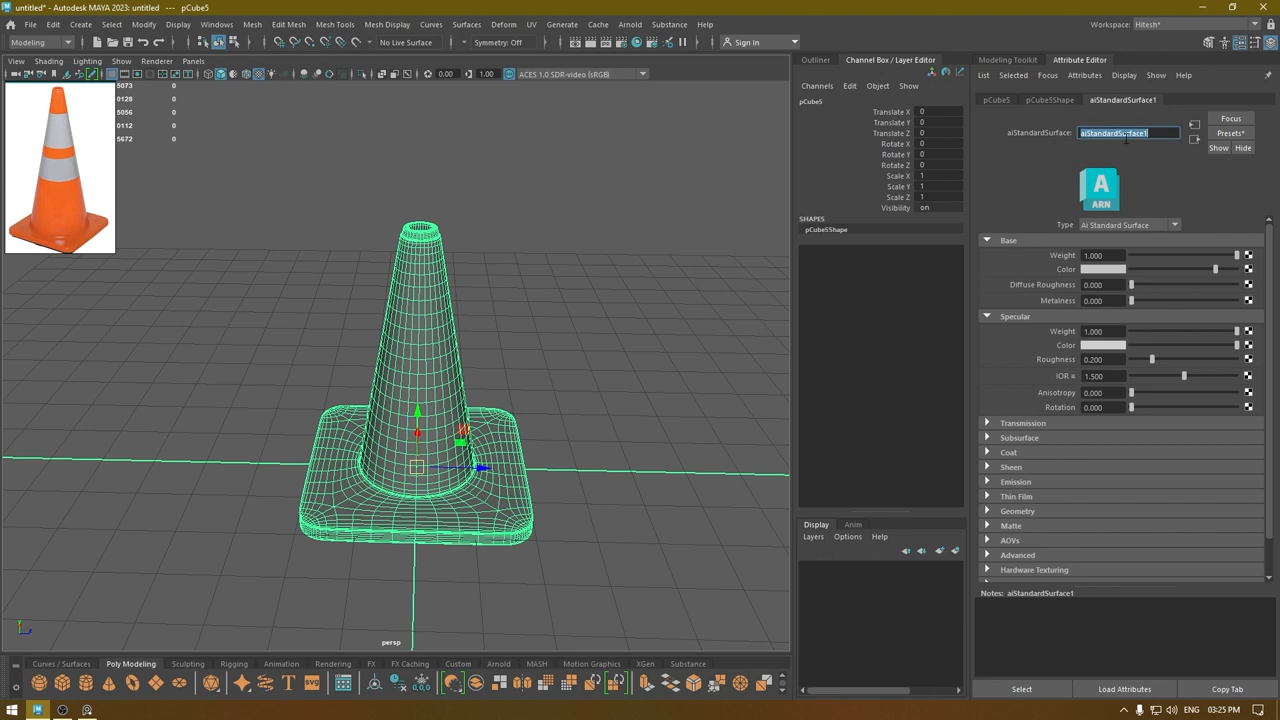 untitled* - Autodesk MAYA 2023: untitled --- pCube5
File Edit Create Select Modify Display Windows Mesh Edit Mesh Mesh Tools Mesh Display Curves Surfaces Deform UV Generate Cache Arnold Substance Help
Workspace: Hitesh*
Modeling
No Live Surface
Symmetry: Off
Sign In
View Shading Lighting Show Renderer Panels
0.00
1.00
ACES 1.0 SDR-video (sRGB)
5073 0
0128 0
5056 0
0112 0
5672 0
persp
Outliner Channel Box / Layer Editor
Channels Edit Object Show
pCube5
Translate X 0
Translate Y 0
Translate Z 0
Rotate X 0
Rotate Y 0
Rotate Z 0
Scale X 1
Scale Y 1
Scale Z 1
Visibility on
SHAPES
pCube5Shape
Display Anim
Layers Options Help
Modeling Toolkit Attribute Editor
List Selected Focus Attributes Display Show Help
pCube5 pCube5Shape aiStandardSurface1
aiStandardSurface: aiStandardSurface1
Focus
Presets*
Show Hide
ARN
Type Ai Standard Surface
Base
Weight 1.000
Color
Diffuse Roughness 0.000
Metalness 0.000
Specular
Weight 1.000
Color
Roughness 0.200
IOR 1.500
Anisotropy 0.000
Rotation 0.000
Transmission
Subsurface
Coat
Sheen
Emission
Thin Film
Geometry
Matte
AOVs
Advanced
Hardware Texturing
Notes: aiStandardSurface1
Select Load Attributes Copy Tab
Curves / Surfaces Poly Modeling Sculpting Rigging Animation Rendering FX FX Caching Custom Arnold MASH Motion Graphics XGen Substance
T SVG 0,0,0
ENG 03:25 PM